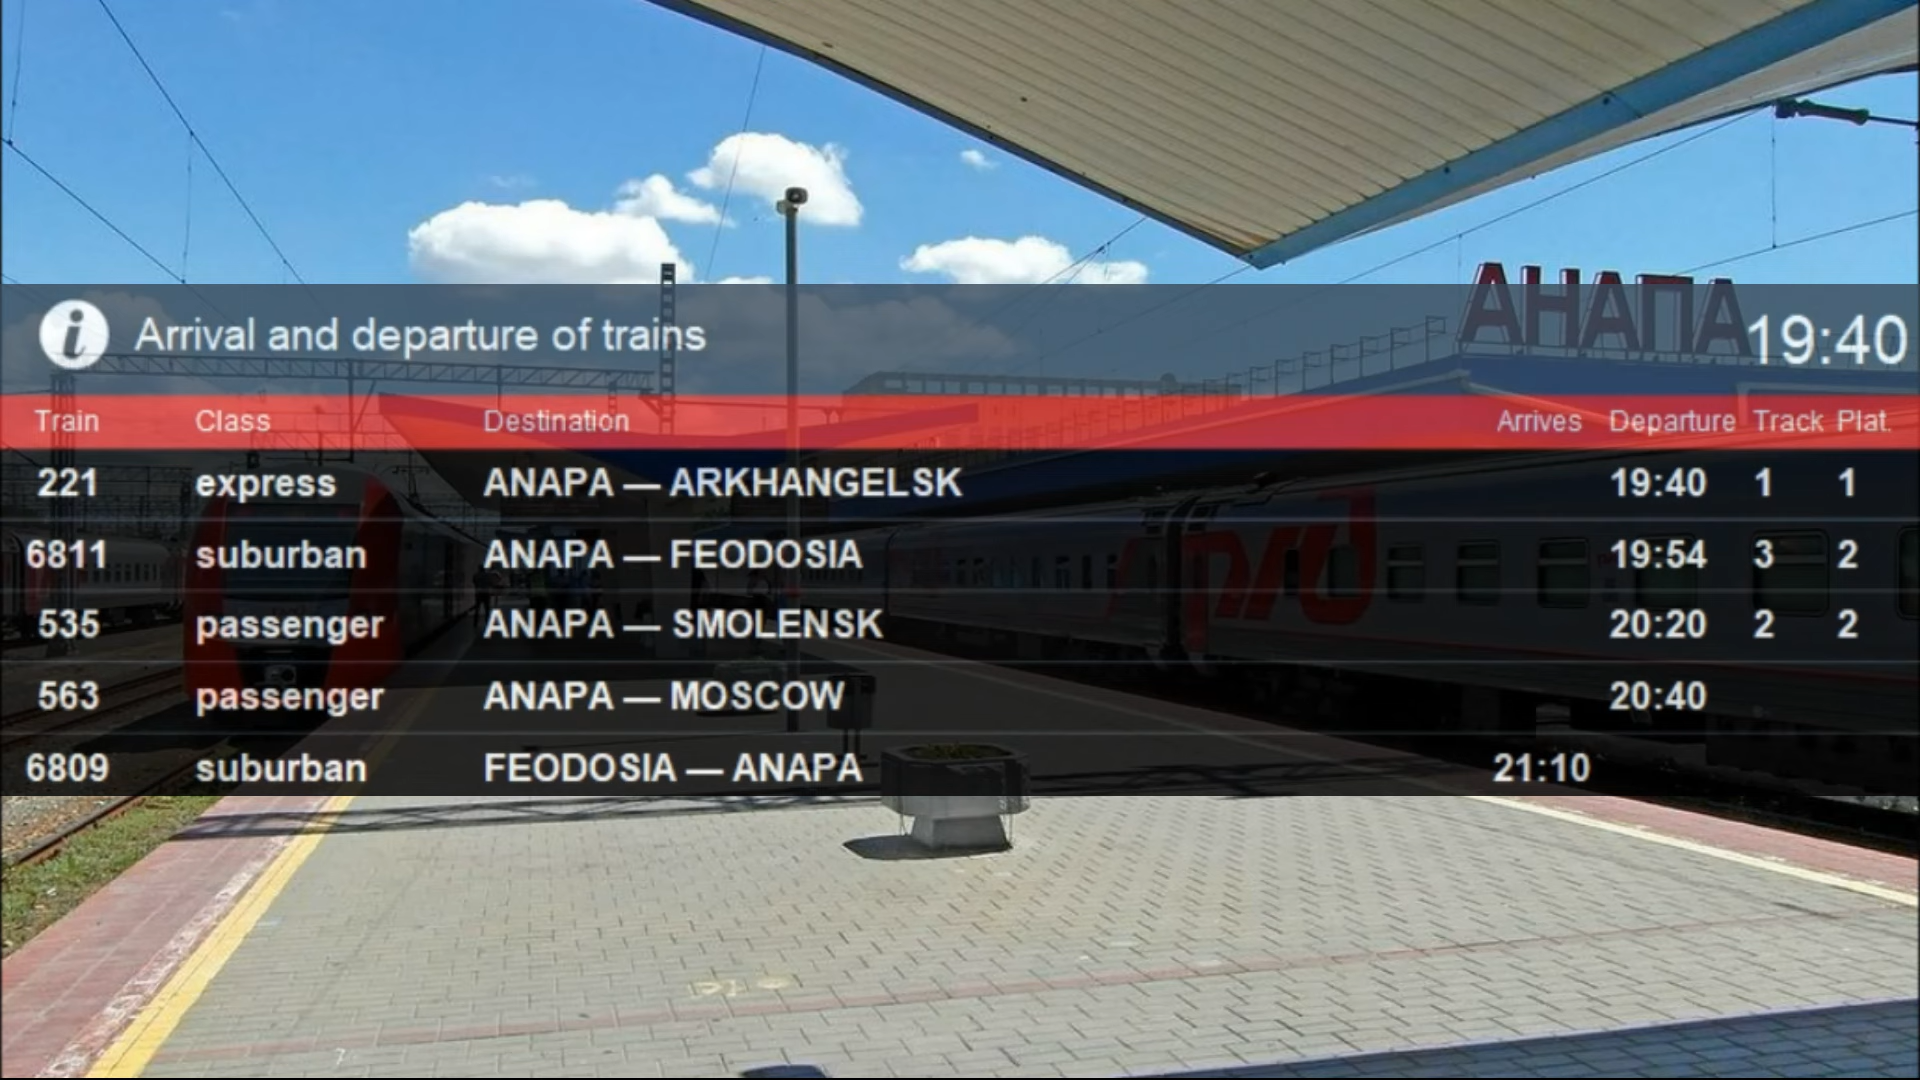 АНАПА
Arrival and departure of trains 19:40
Train Class Destination Arrives Departure Track Plat.
221 express ANAPA — ARKHANGELSK 19:40 1 1
6811 suburban ANAPA — FEODOSIA 19:54 3 2
535 passenger ANAPA — SMOLENSK 20:20 2 2
563 passenger ANAPA — MOSCOW 20:40
6809 suburban FEODOSIA — ANAPA 21:10